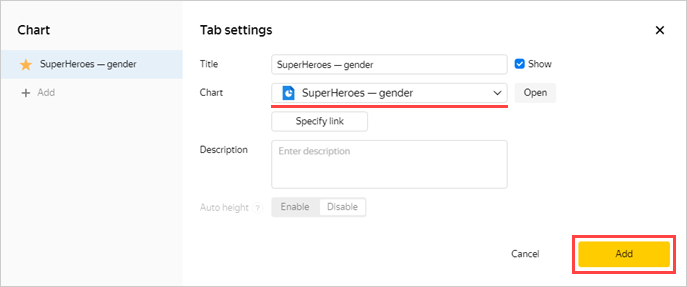 Chart
SuperHeroes — gender
Add
Tab settings
Title
SuperHeroes — gender
Show
Chart
SuperHeroes — gender
Open
Specify link
Description
Enter description
Auto height ?
Enable
Disable
Cancel
Add